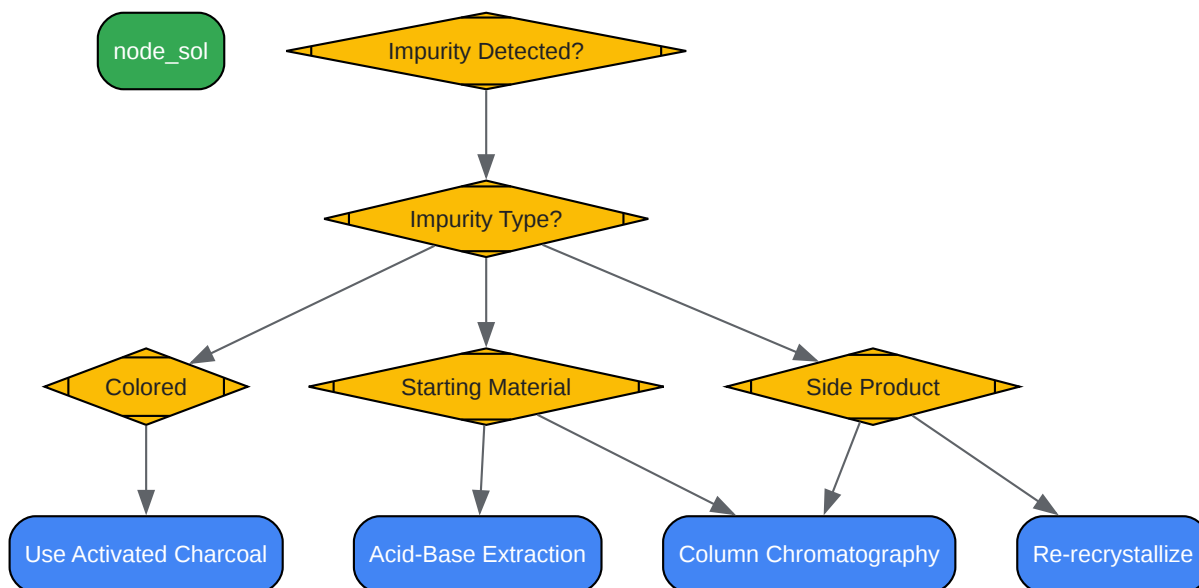 node_sol
Impurity Detected?
Impurity Type?
Colored
Starting Material
Side Product
Use Activated Charcoal
Acid-Base Extraction
Column Chromatography
Re-recrystallize